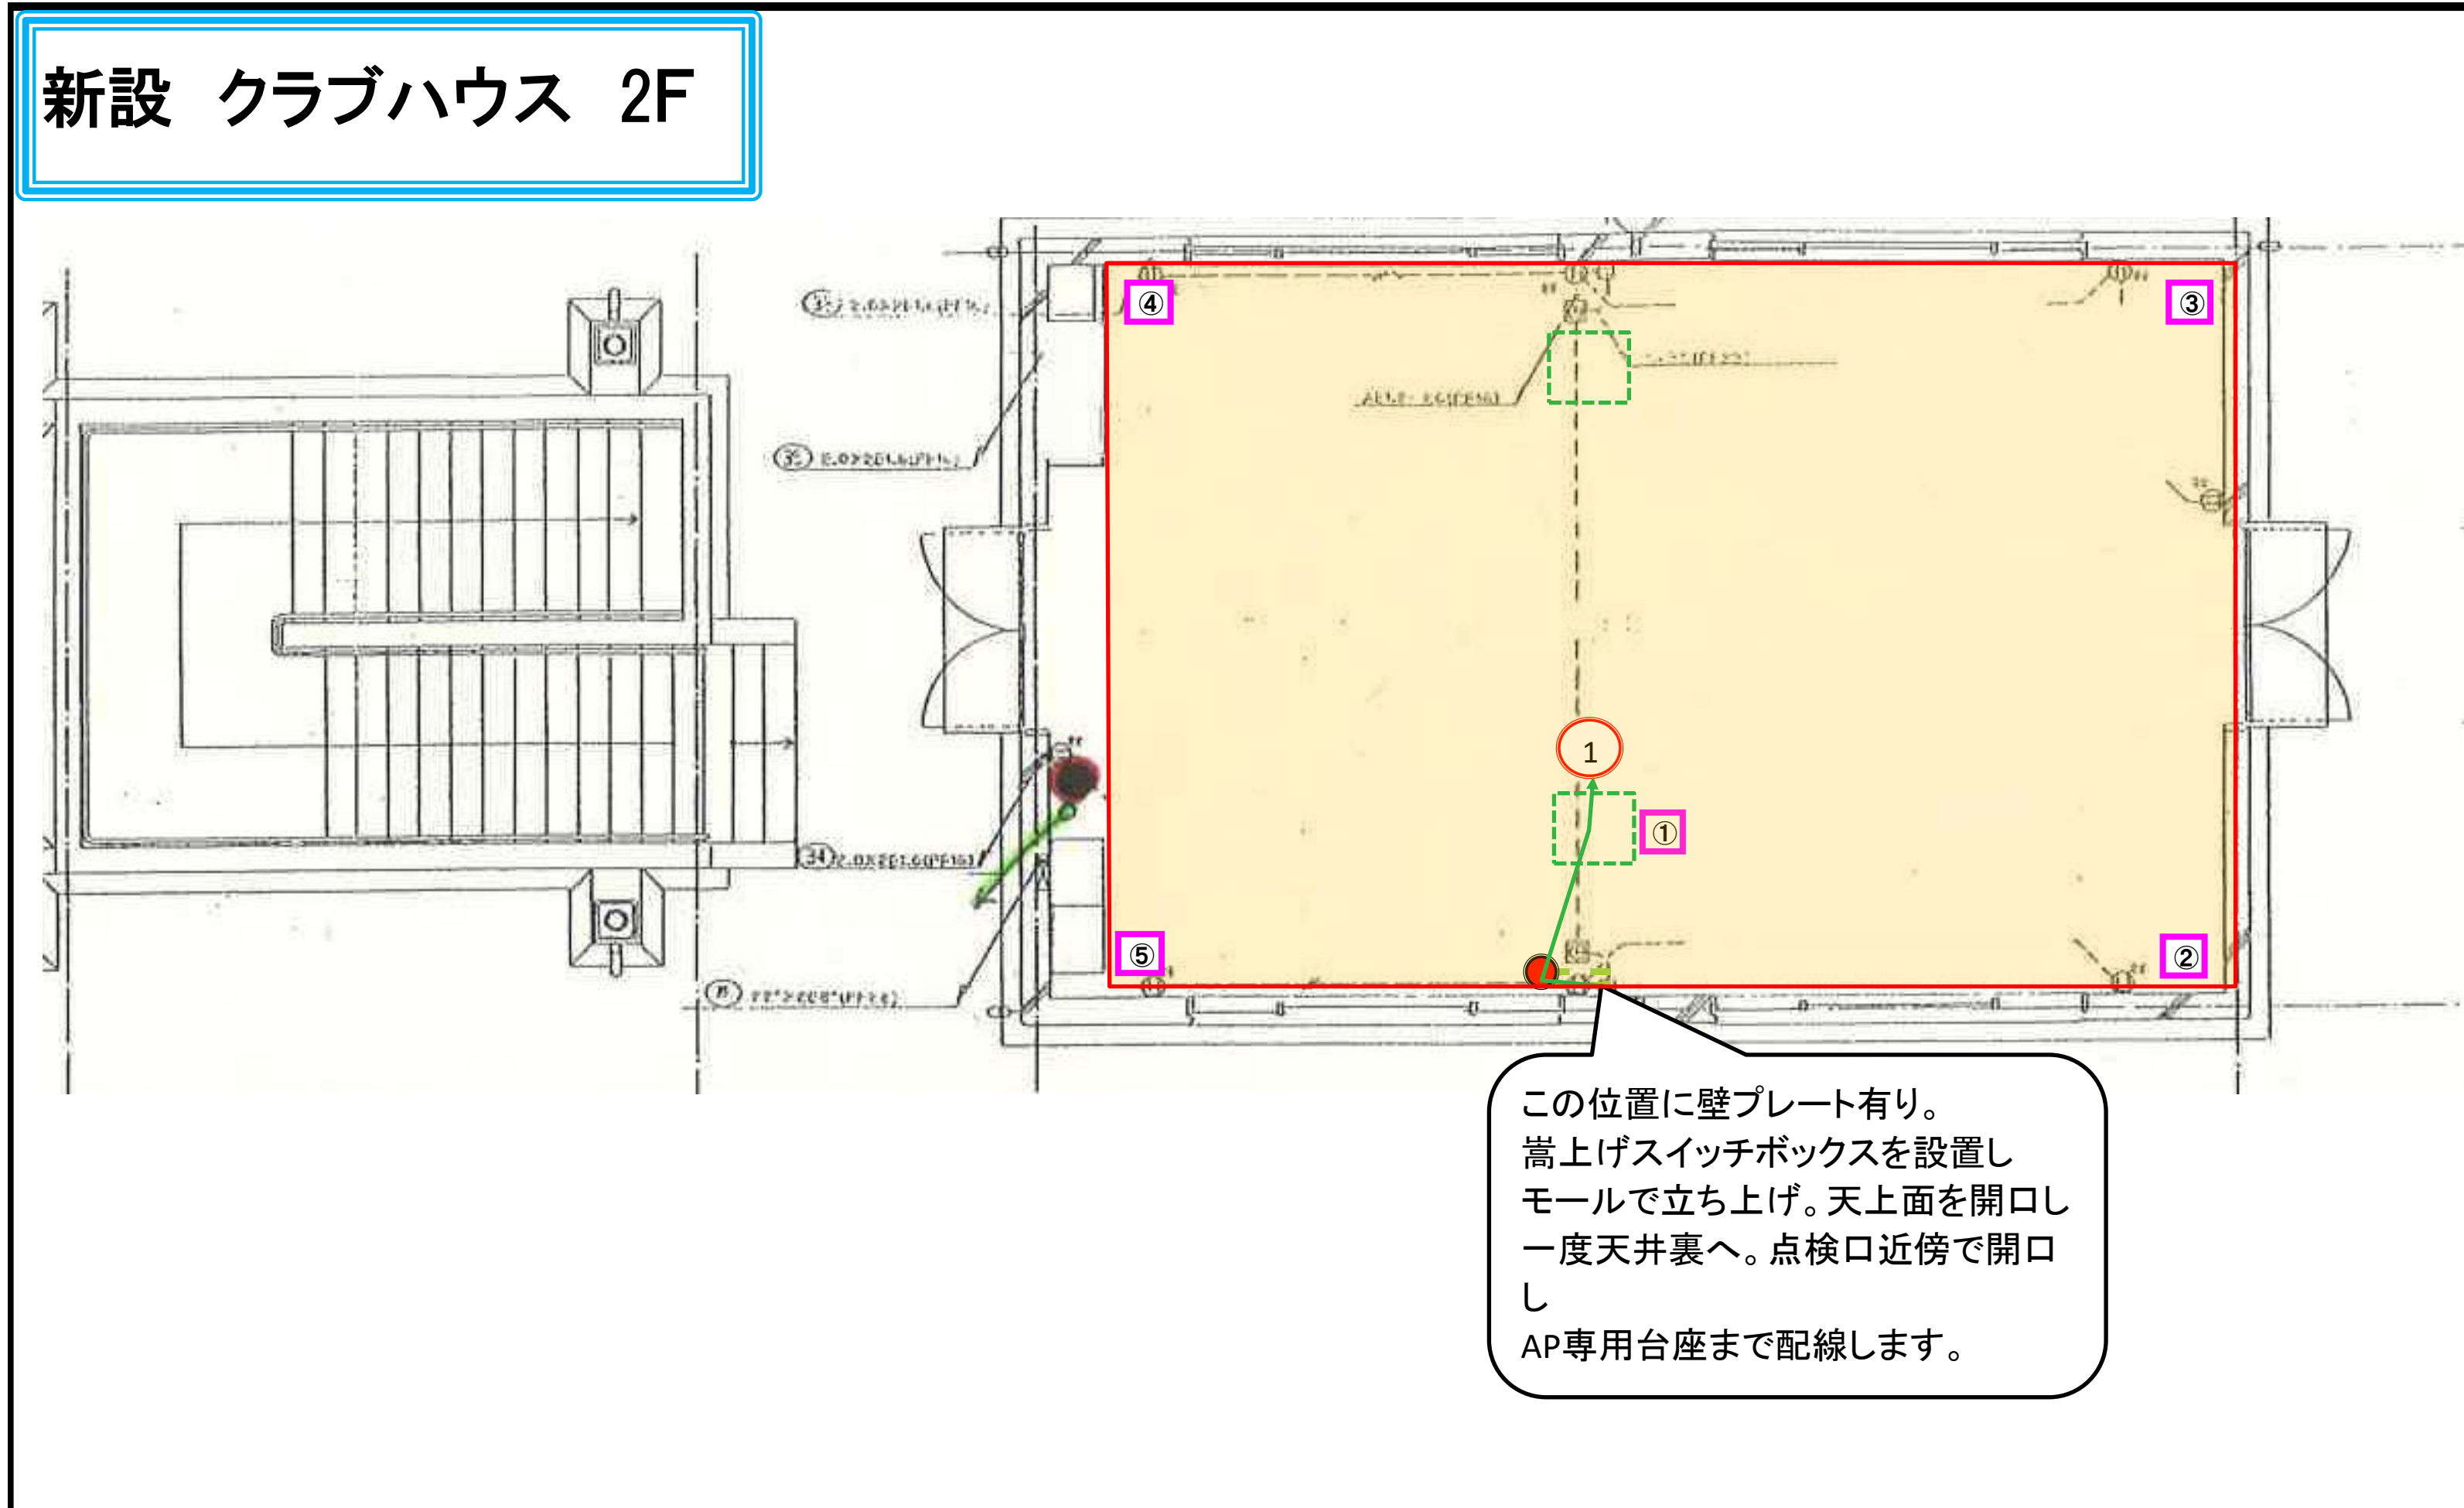 新設　クラブハウス　2F
④
③
1
①
⑤
②
この位置に壁プレート有り。
嵩上げスイッチボックスを設置し
モールで立ち上げ。天上面を開口し
一度天井裏へ。点検口近傍で開口
し
AP専用台座まで配線します。